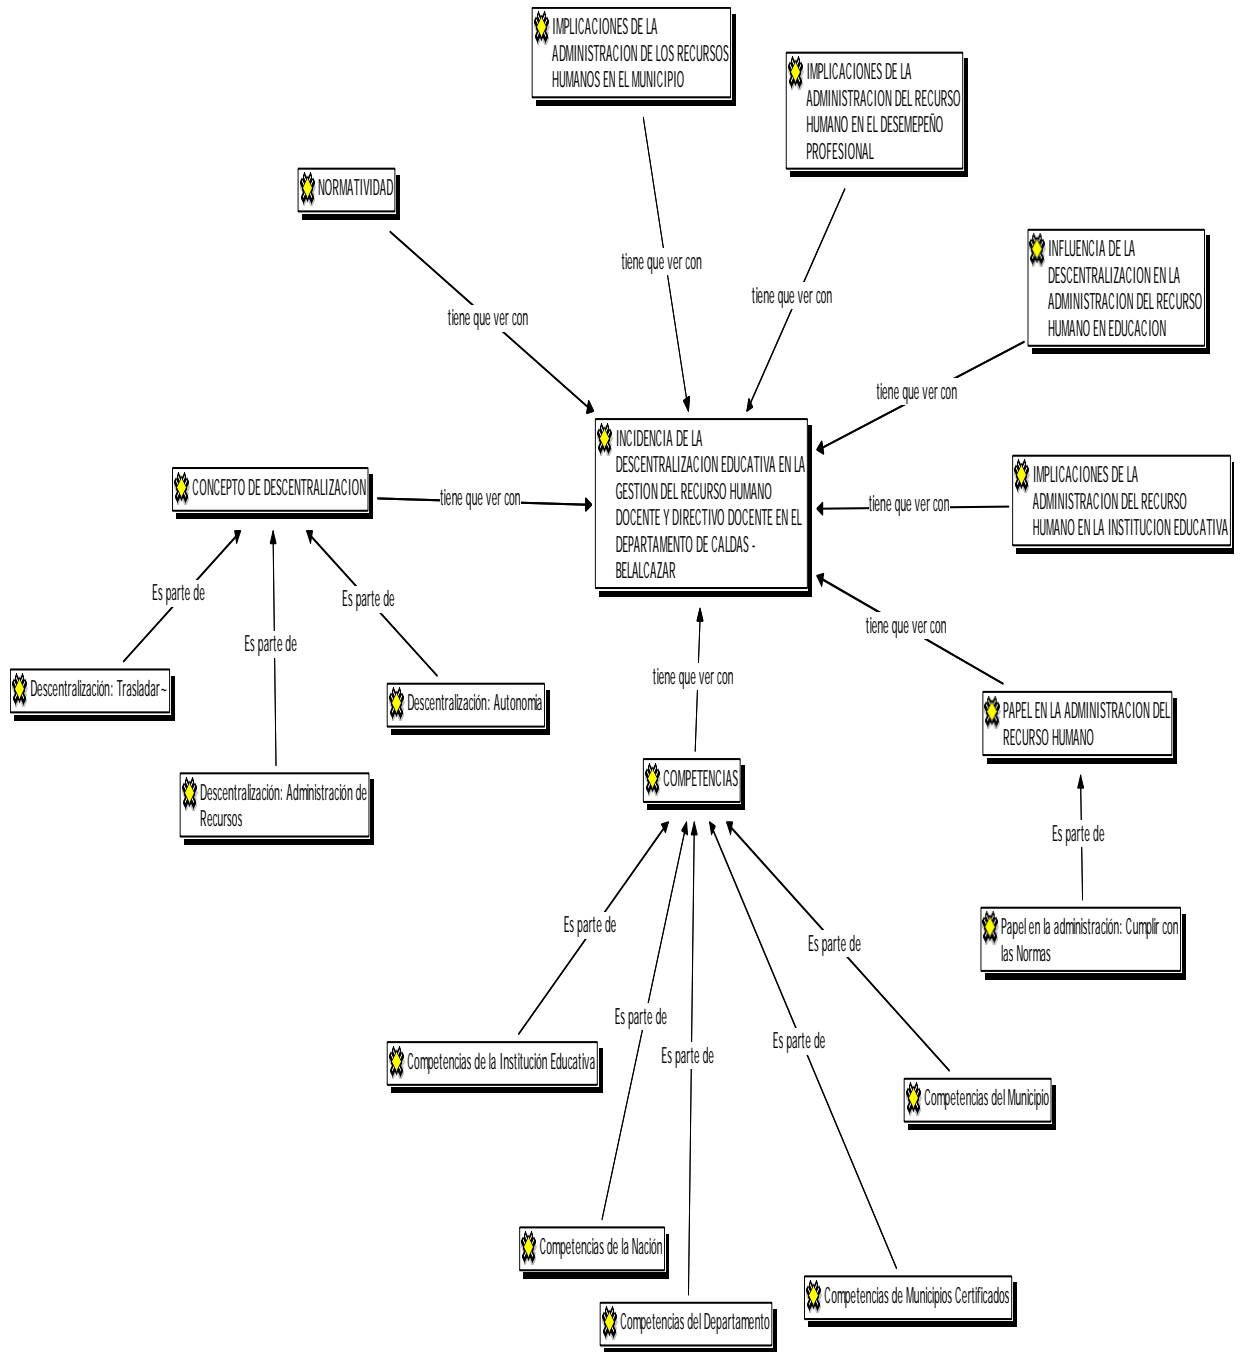 IMPLICACIONES DE LA
ADMINISTRACION DE LOS RECURSOS
HUMANOS EN EL MUNICIPIO
IMPLICACIONES DE LA
ADMINISTRACION DEL RECURSO
HUMANO EN EL DESEMEPEÑO
PROFESIONAL
NORMATIVIDAD
INFLUENCIA DE LA
DESCENTRALIZACION EN LA
ADMINISTRACION DEL RECURSO
HUMANO EN EDUCACION
tiene que ver con
tiene que ver con
tiene que ver con
tiene que ver con
INCIDENCIA DE LA
DESCENTRALIZACION EDUCATIVA EN LA
GESTION DEL RECURSO HUMANO
DOCENTE Y DIRECTIVO DOCENTE EN EL
DEPARTAMENTO DE CALDAS -
BELALCAZAR
CONCEPTO DE DESCENTRALIZACION
tiene que ver con
tiene que ver con
IMPLICACIONES DE LA
ADMINISTRACION DEL RECURSO
HUMANO EN LA INSTITUCION EDUCATIVA
Es parte de
Es parte de
Es parte de
tiene que ver con
tiene que ver con
Descentralización: Trasladar~
Descentralización: Autonomía
Descentralización: Administración de
Recursos
PAPEL EN LA ADMINISTRACION DEL
RECURSO HUMANO
COMPETENCIAS
Es parte de
Papel en la administración: Cumplir con
las Normas
Es parte de
Es parte de
Es parte de
Es parte de
Es parte de
Competencias de la Institución Educativa
Competencias del Municipio
Competencias de la Nación
Competencias de Municipios Certificados
Competencias del Departamento